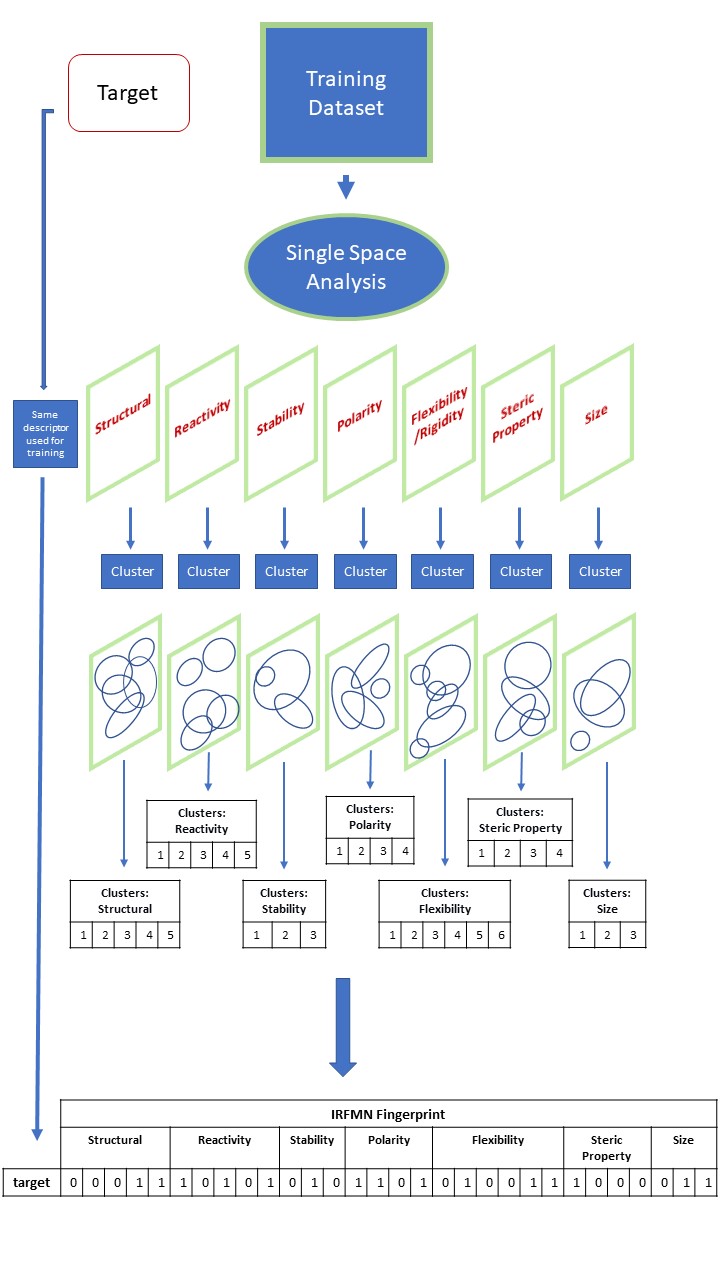 Target
Training
Dataset
Single Space
Analysis
Same
descriptor
used for
training
Structural
Reactivity
Stability
Polarity
Flexibility
/Rigidity
Steric
Property
Size
Cluster
Cluster
Cluster
Cluster
Cluster
Cluster
Cluster
Clusters:
Reactivity
1 2 3 4 5
Clusters:
Polarity
1 2 3 4
Clusters:
Steric Property
1 2 3 4
Clusters:
Structural
1 2 3 4 5
Clusters:
Stability
1 2 3
Clusters:
Flexibility
1 2 3 4 5 6
Clusters:
Size
1 2 3
IRFMN Fingerprint
Structural Reactivity Stability Polarity Flexibility Steric Property Size
target 0 0 0 1 1 1 0 1 0 1 0 1 0 1 1 0 1 0 1 0 0 1 1 1 0 0 0 0 1 1